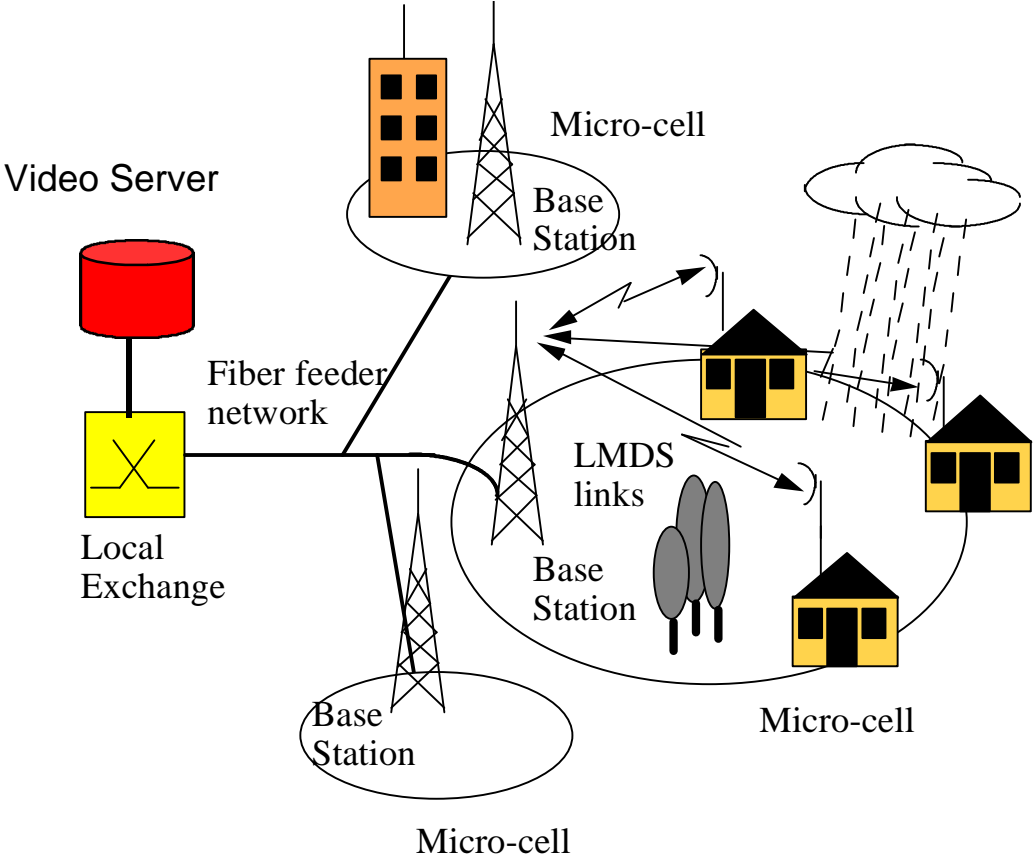 Micro-cell
Video Server
Base
Station
Fiber feeder
network
LMDS
links
Local
Exchange
Base
Station
Base
Station
Micro-cell
Micro-cell